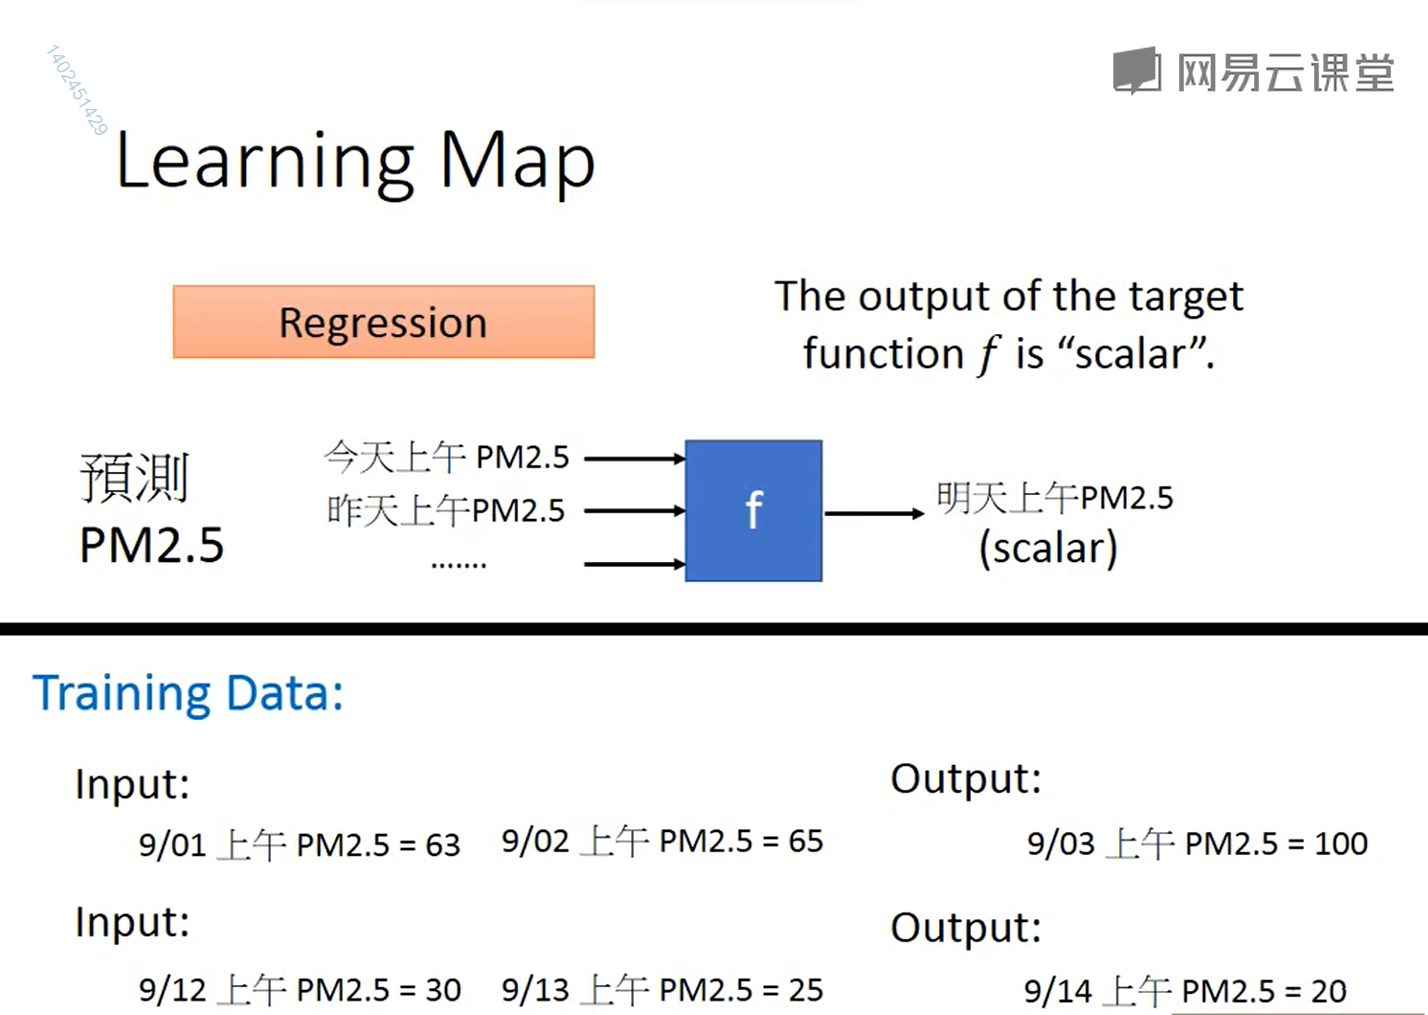 1402451429
网易云课堂
Learning Map
Regression
The output of the target
function f is “scalar”.
預測
PM2.5
今天上午 PM2.5
昨天上午PM2.5
.......
f
明天上午PM2.5
(scalar)
Training Data:
Input:
9/01 上午 PM2.5 = 63 9/02 上午 PM2.5 = 65
Output:
9/03 上午 PM2.5 = 100
Input:
9/12 上午 PM2.5 = 30 9/13 上午 PM2.5 = 25
Output:
9/14 上午 PM2.5 = 20